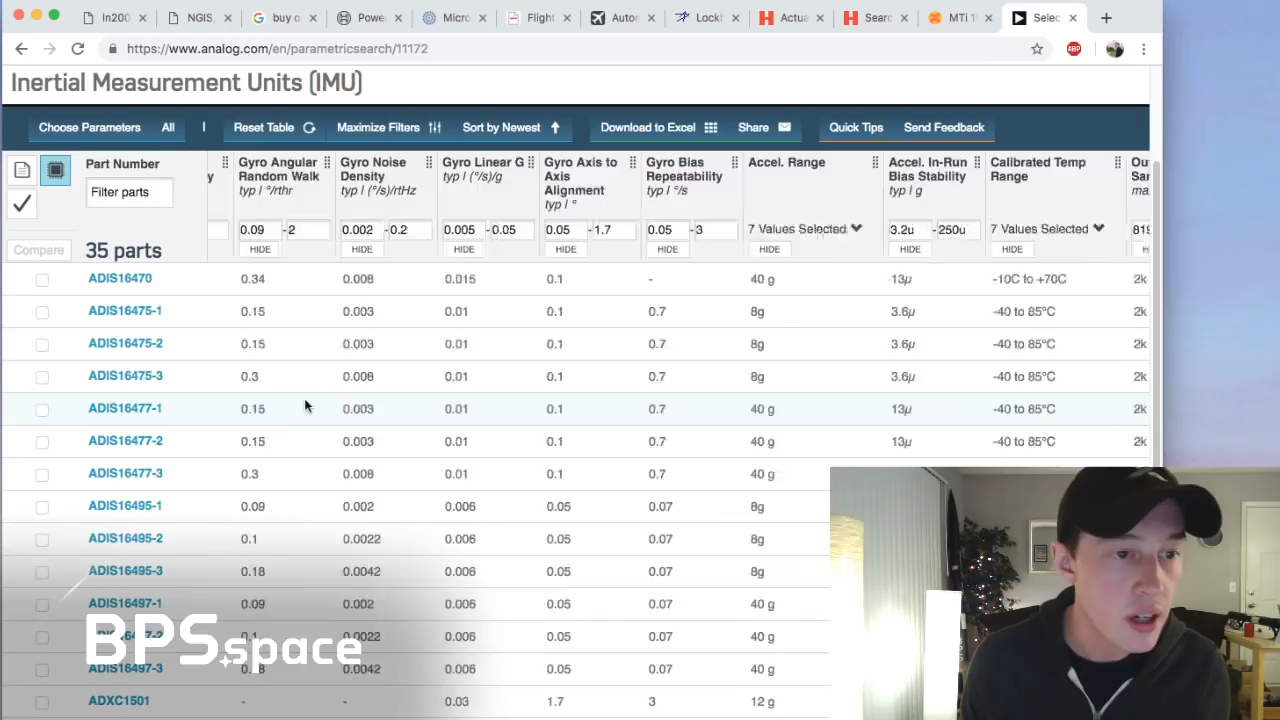 In200
NGIS_
buy o
Powe
Micro
Flight
Autor
Lockh
Actua
Searc
MTi 1
Selec
https://www.analog.com/en/parametricsearch/11172
ABP
Inertial Measurement Units (IMU)
Choose Parameters All | Reset Table Maximize Filters Sort by Newest Download to Excel Share Quick Tips Send Feedback
Part Number
Filter parts
35 parts
Compare
y
Gyro Angular Random Walk
typ | °/rthr
0.09 - 2
HIDE
Gyro Noise Density
typ | (°/s)/rtHz
0.002 - 0.2
HIDE
Gyro Linear G
typ | (°/s)/g
0.005 - 0.05
HIDE
Gyro Axis to Axis Alignment
typ | °
0.05 - 1.7
HIDE
Gyro Bias Repeatability
typ | °/s
0.05 - 3
HIDE
Accel. Range
7 Values Selected
HIDE
Accel. In-Run Bias Stability
typ | g
3.2u - 250u
HIDE
Calibrated Temp Range
7 Values Selected
HIDE
Ou
Sar
ma
819
ADIS16470 0.34 0.008 0.015 0.1 - 40 g 13µ -10C to +70C 2k
ADIS16475-1 0.15 0.003 0.01 0.1 0.7 8g 3.6µ -40 to 85°C 2k
ADIS16475-2 0.15 0.003 0.01 0.1 0.7 8g 3.6µ -40 to 85°C 2k
ADIS16475-3 0.3 0.006 0.01 0.1 0.7 8g 3.6µ -40 to 85°C 2k
ADIS16477-1 0.15 0.003 0.01 0.1 0.7 40 g 13µ -40 to 85°C 2k
ADIS16477-2 0.15 0.003 0.01 0.1 0.7 40 g 13µ -40 to 85°C 2k
ADIS16477-3 0.3 0.008 0.01 0.1 0.7 40 g
ADIS16495-1 0.09 0.002 0.006 0.05 0.07 8g
ADIS16495-2 0.1 0.0022 0.006 0.05 0.07 8g
ADIS16495-3 0.18 0.0042 0.006 0.05 0.07 8g
ADIS16497-1 0.09 0.002 0.006 0.05 0.07 40 g
0.0022 0.006 0.05 0.07 40 g
ADIS16497-3 0.0042 0.006 0.05 0.07 40 g
ADXC1501 - - 0.03 1.7 3 12 g
BPS.space